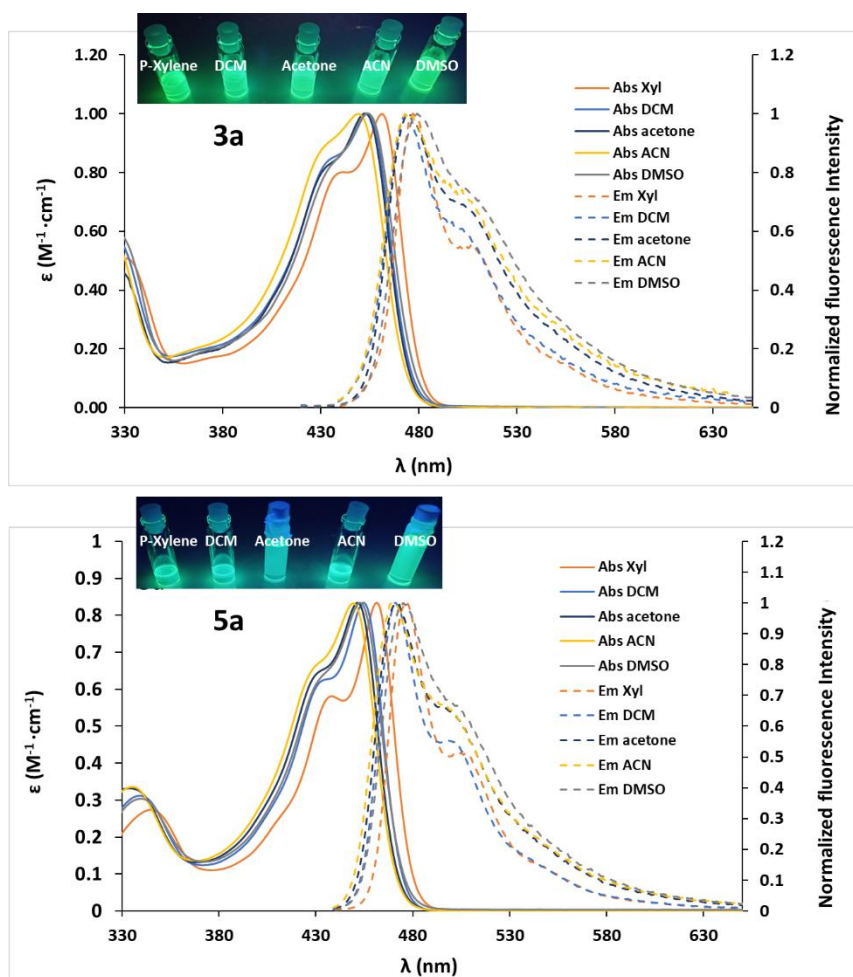 P-Xylene DCM Acetone ACN DMSO
3a
ε (M⁻¹·cm⁻¹)
1.20
1.00
0.80
0.60
0.40
0.20
0.00
330 380 430 480 530 580 630
λ (nm)
1.2
1
0.8
0.6
0.4
0.2
0
Normalized fluorescence Intensity
Abs Xyl
Abs DCM
Abs acetone
Abs ACN
Abs DMSO
Em Xyl
Em DCM
Em acetone
Em ACN
Em DMSO
P-Xylene DCM Acetone ACN DMSO
5a
ε (M⁻¹·cm⁻¹)
1
0.9
0.8
0.7
0.6
0.5
0.4
0.3
0.2
0.1
0
330 380 430 480 530 580 630
λ (nm)
1.2
1.1
1
0.9
0.8
0.7
0.6
0.5
0.4
0.3
0.2
0.1
0
Normalized fluorescence Intensity
Abs Xyl
Abs DCM
Abs acetone
Abs ACN
Abs DMSO
Em Xyl
Em DCM
Em acetone
Em ACN
Em DMSO